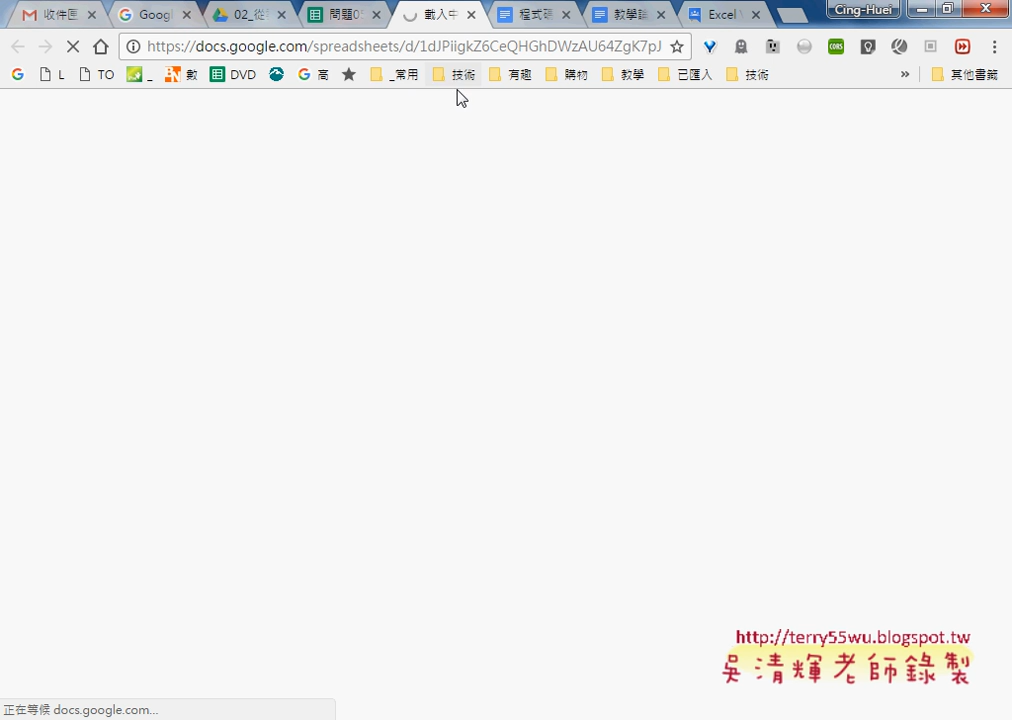 收件匣
Googl
02_從
問題0
載入中
程式碼
教學論
Excel V
Cing-Huei
https://docs.google.com/spreadsheets/d/1dJPiigkZ6CeQHGhDWzAU64ZgK7pJ
L
TO
_
數
DVD
高
_常用
技術
有趣
購物
教學
已匯入
技術
»
其他書籤
http://terry55wu.blogspot.tw
吳清輝老師錄製
正在等候 docs.google.com...